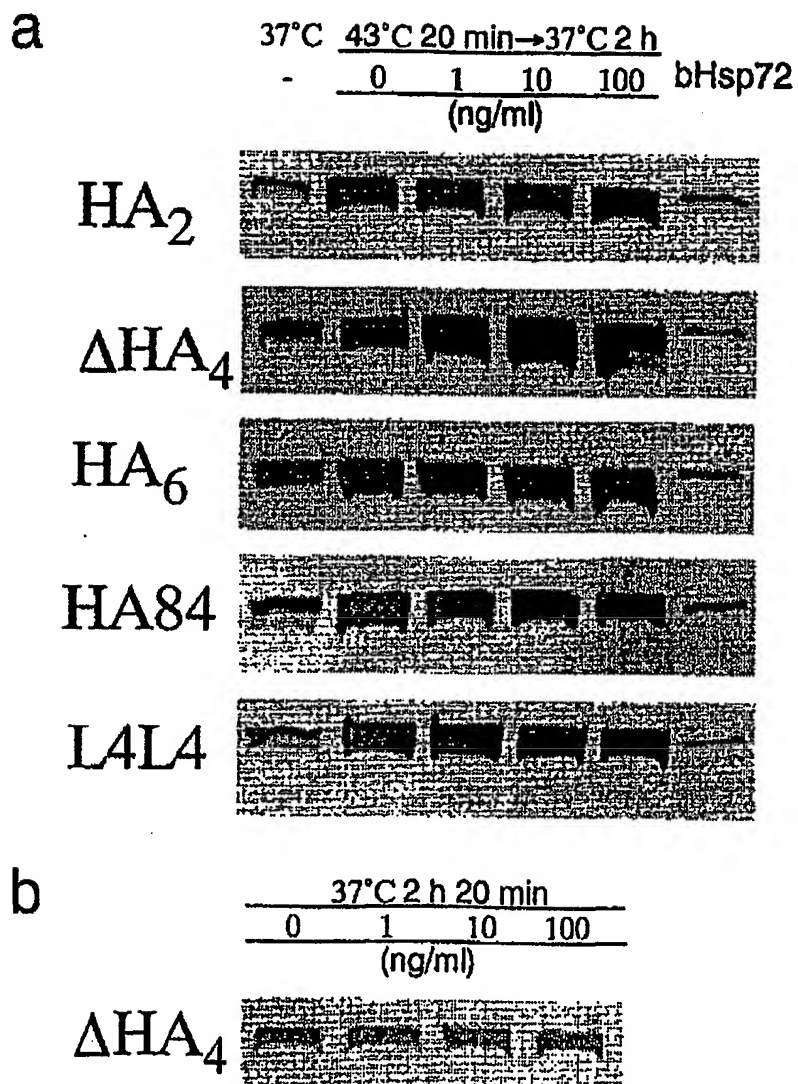 a
37°C 43°C 20 min→37°C 2 h
- 0 1 10 100 bHsp72
(ng/ml)
HA₂
ΔHA₄
HA₆
HA84
L4L4
b
37°C 2 h 20 min
0 1 10 100
(ng/ml)
ΔHA₄